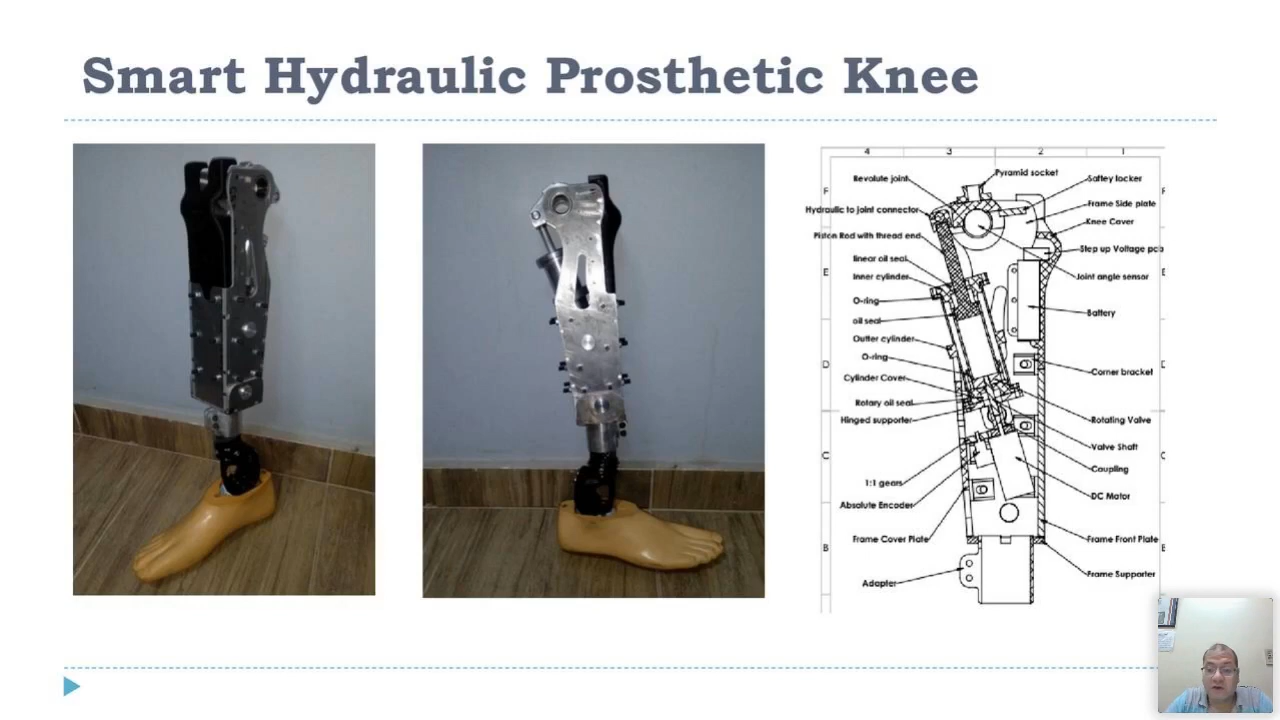 Smart Hydraulic Prosthetic Knee
4 3 2 1
Revolute joint
Pyramid socket
Saftey locker
F
Hydraulic to joint connector
Frame Side plate
Knee Cover
Piston Rod with thread end
Step up Voltage pcb
linear oil seal
E
Inner cylinder
Joint angle sensor
O-ring
Battery
oil seal
Outter cylinder
O-ring
D
Corner bracket
Cylinder Cover
Rotary oil seal
Hinged supporter
Rotating Valve
Valve Shaft
C
Coupling
1:1 gears
DC Motor
Absolute Encoder
Frame Cover Plate
Frame Front Plate
B
Frame Supporter
Adapter